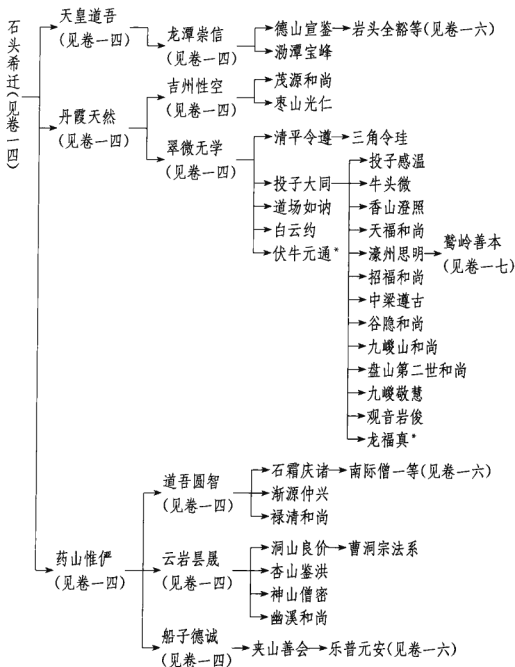 石头希迁(见卷一四)
天皇道吾
(见卷一四)
龙潭崇信
(见卷一四)
德山宣鉴
岩头全豁等(见卷一六)
泐潭宝峰
丹霞天然
(见卷一四)
吉州性空
(见卷一四)
茂源和尚
枣山光仁
翠微无学
(见卷一四)
清平令遵
三角令珪
投子大同
道场如讷
白云约
伏牛元通*
投子感温
牛头微
香山澄照
天福和尚
濠州思明
鹫岭善本
(见卷一七)
招福和尚
中梁遵古
谷隐和尚
九嵕山和尚
盘山第二世和尚
九嵕敬慧
观音岩俊
龙福真*
药山惟俨
(见卷一四)
道吾圆智
(见卷一四)
石霜庆诸
南际僧一等(见卷一六)
渐源仲兴
禄清和尚
云岩昙晟
(见卷一四)
洞山良价
曹洞宗法系
杏山鉴洪
神山僧密
幽溪和尚
船子德诚
(见卷一四)
夹山善会
乐普元安(见卷一六)